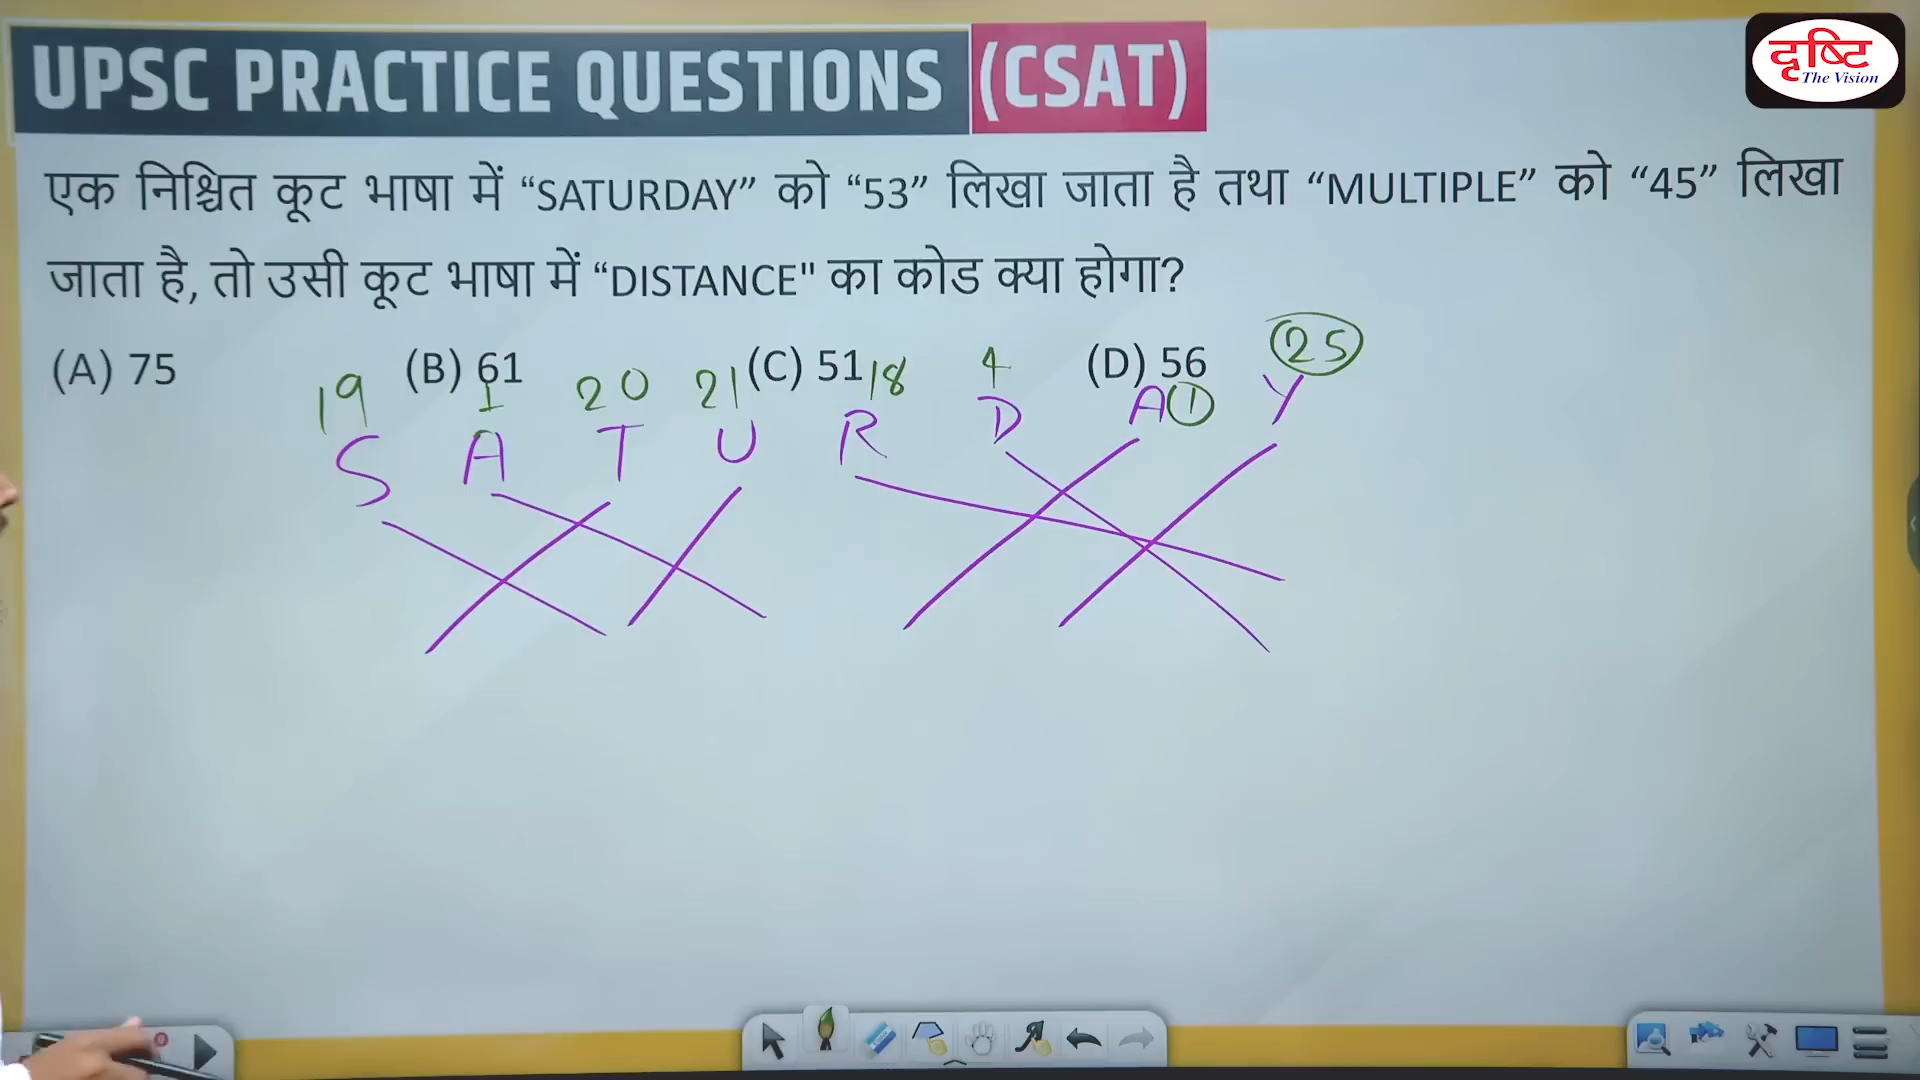 UPSC PRACTICE QUESTIONS (CSAT)
दृष्टि
The Vision
एक निश्चित कूट भाषा में “SATURDAY” को “53” लिखा जाता है तथा “MULTIPLE” को “45” लिखा
जाता है, तो उसी कूट भाषा में “DISTANCE" का कोड क्या होगा?
(A) 75 (B) 61 (C) 51 (D) 56
19 1 20 21 18 4 1 25
S A T U R D A Y